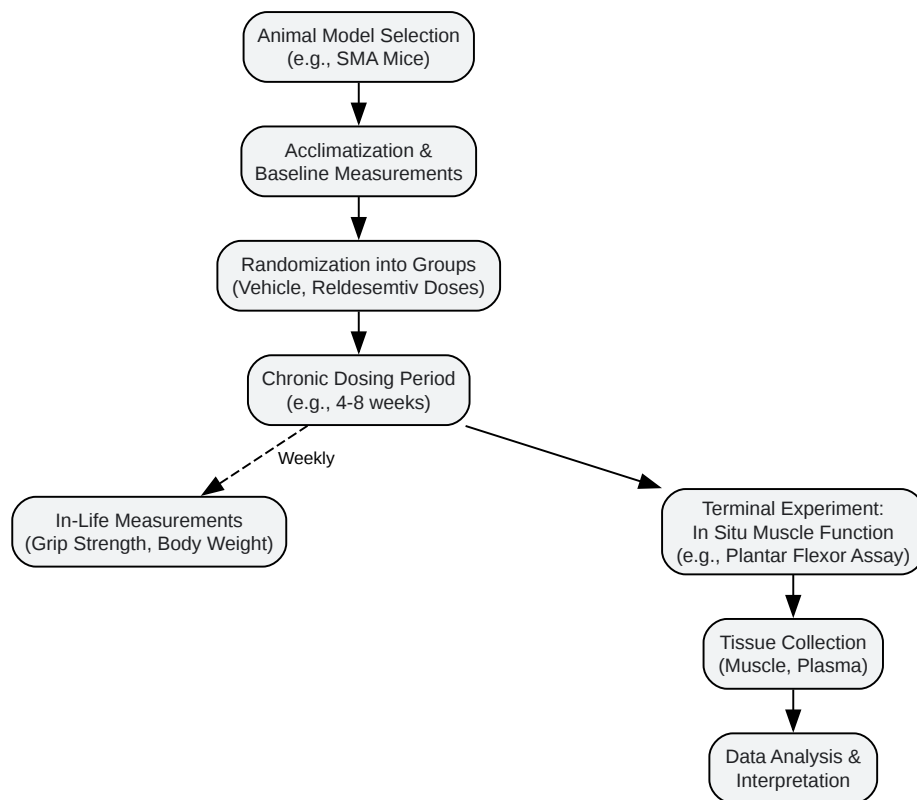 Animal Model Selection
(e.g., SMA Mice)
Acclimatization &
Baseline Measurements
Randomization into Groups
(Vehicle, Reldesemtiv Doses)
Chronic Dosing Period
(e.g., 4-8 weeks)
Weekly
In-Life Measurements
(Grip Strength, Body Weight)
Terminal Experiment:
In Situ Muscle Function
(e.g., Plantar Flexor Assay)
Tissue Collection
(Muscle, Plasma)
Data Analysis &
Interpretation